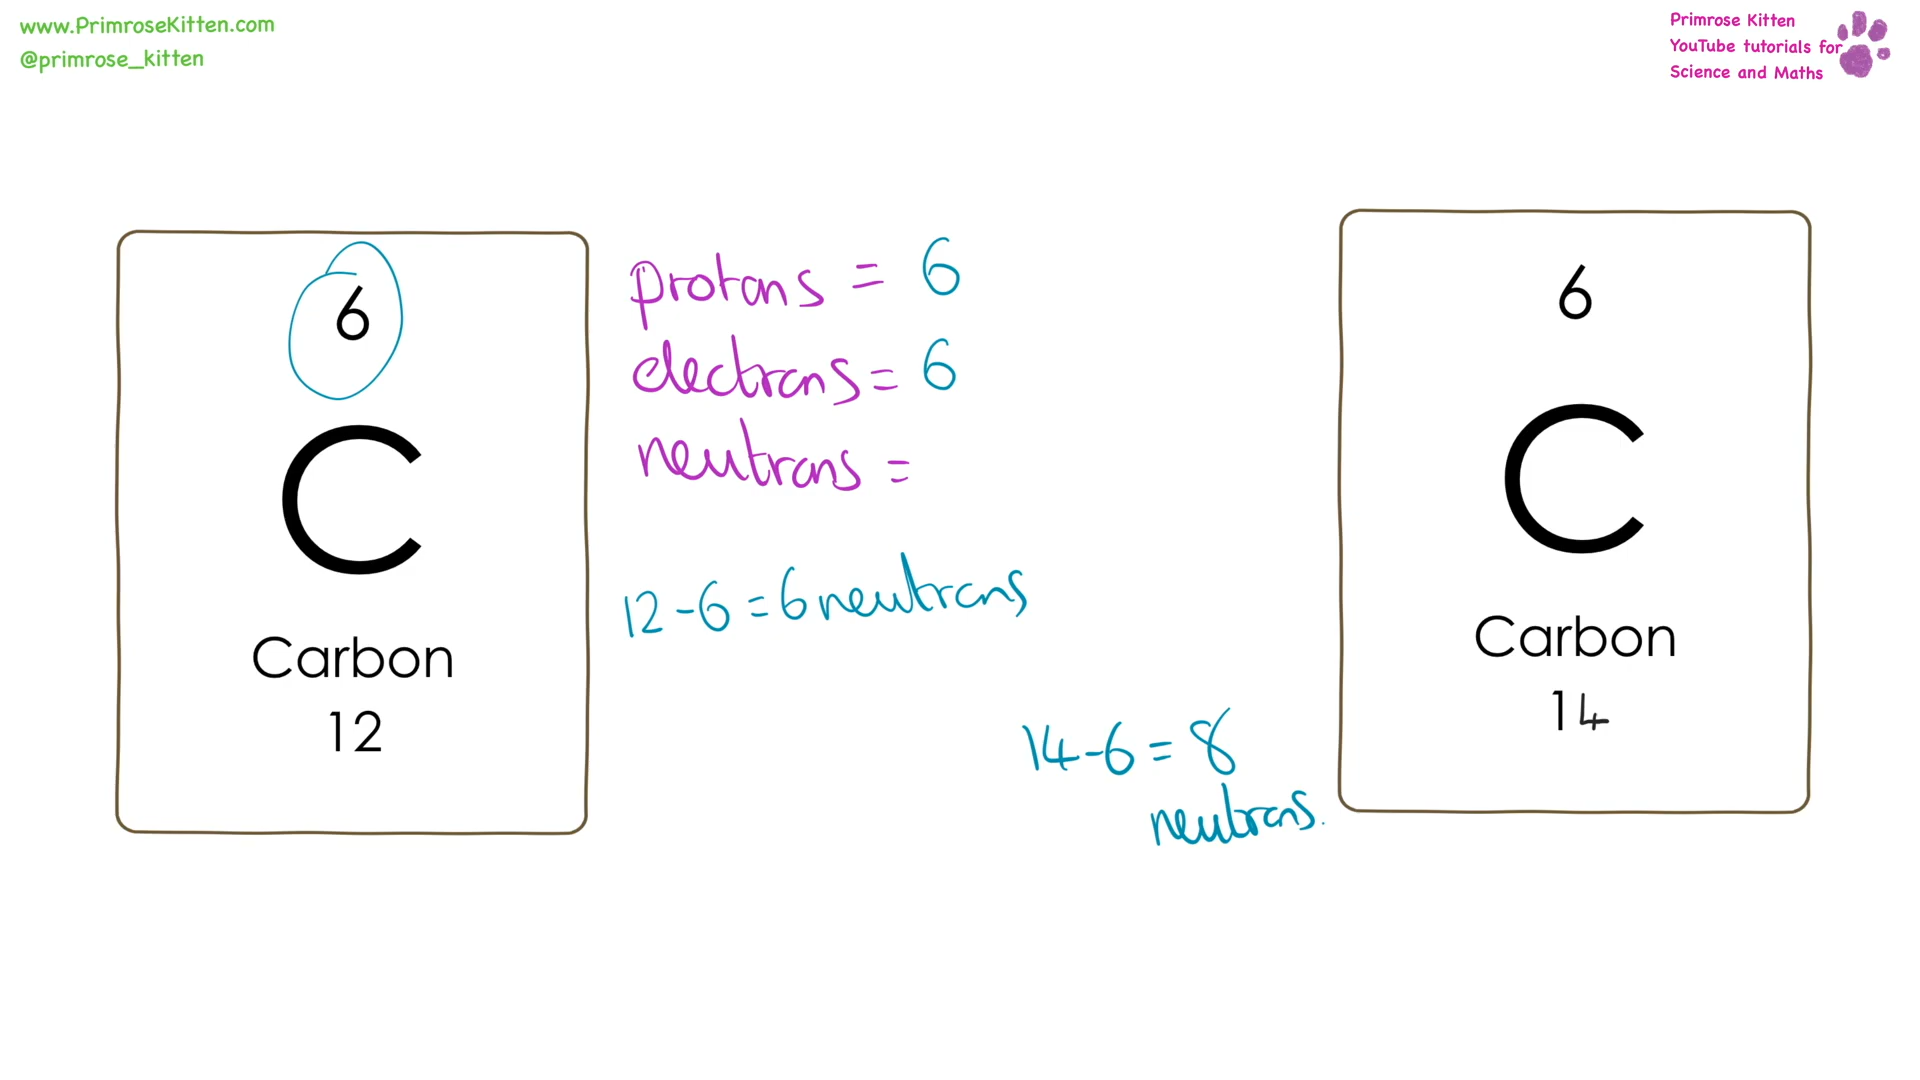 www.PrimroseKitten.com
@primrose_kitten
Primrose Kitten
YouTube tutorials for
Science and Maths
6
C
Carbon
12
protons = 6
electrons = 6
neutrons =
12-6 = 6 neutrons
14-6 = 8
neutrons.
6
C
Carbon
14